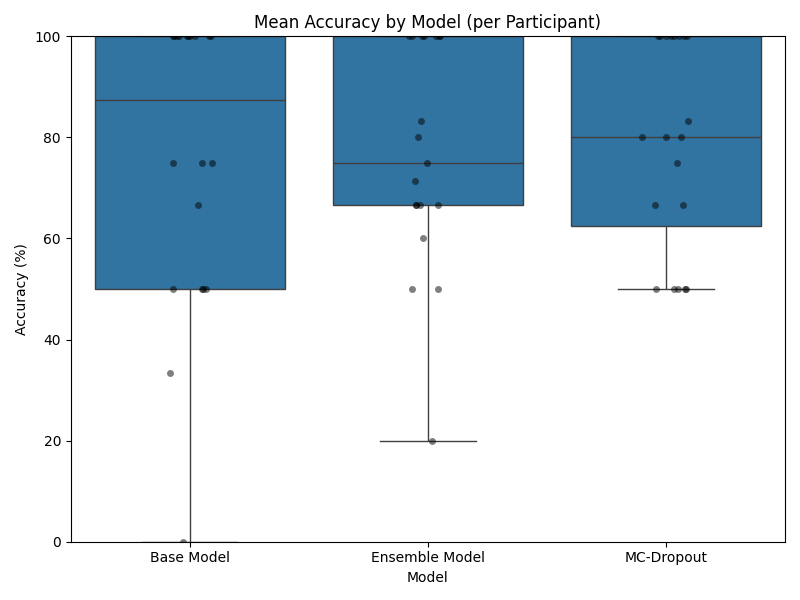 Mean Accuracy by Model (per Participant)
100
80
60
40
20
0
Accuracy (%)
Base Model
Ensemble Model
MC-Dropout
Model